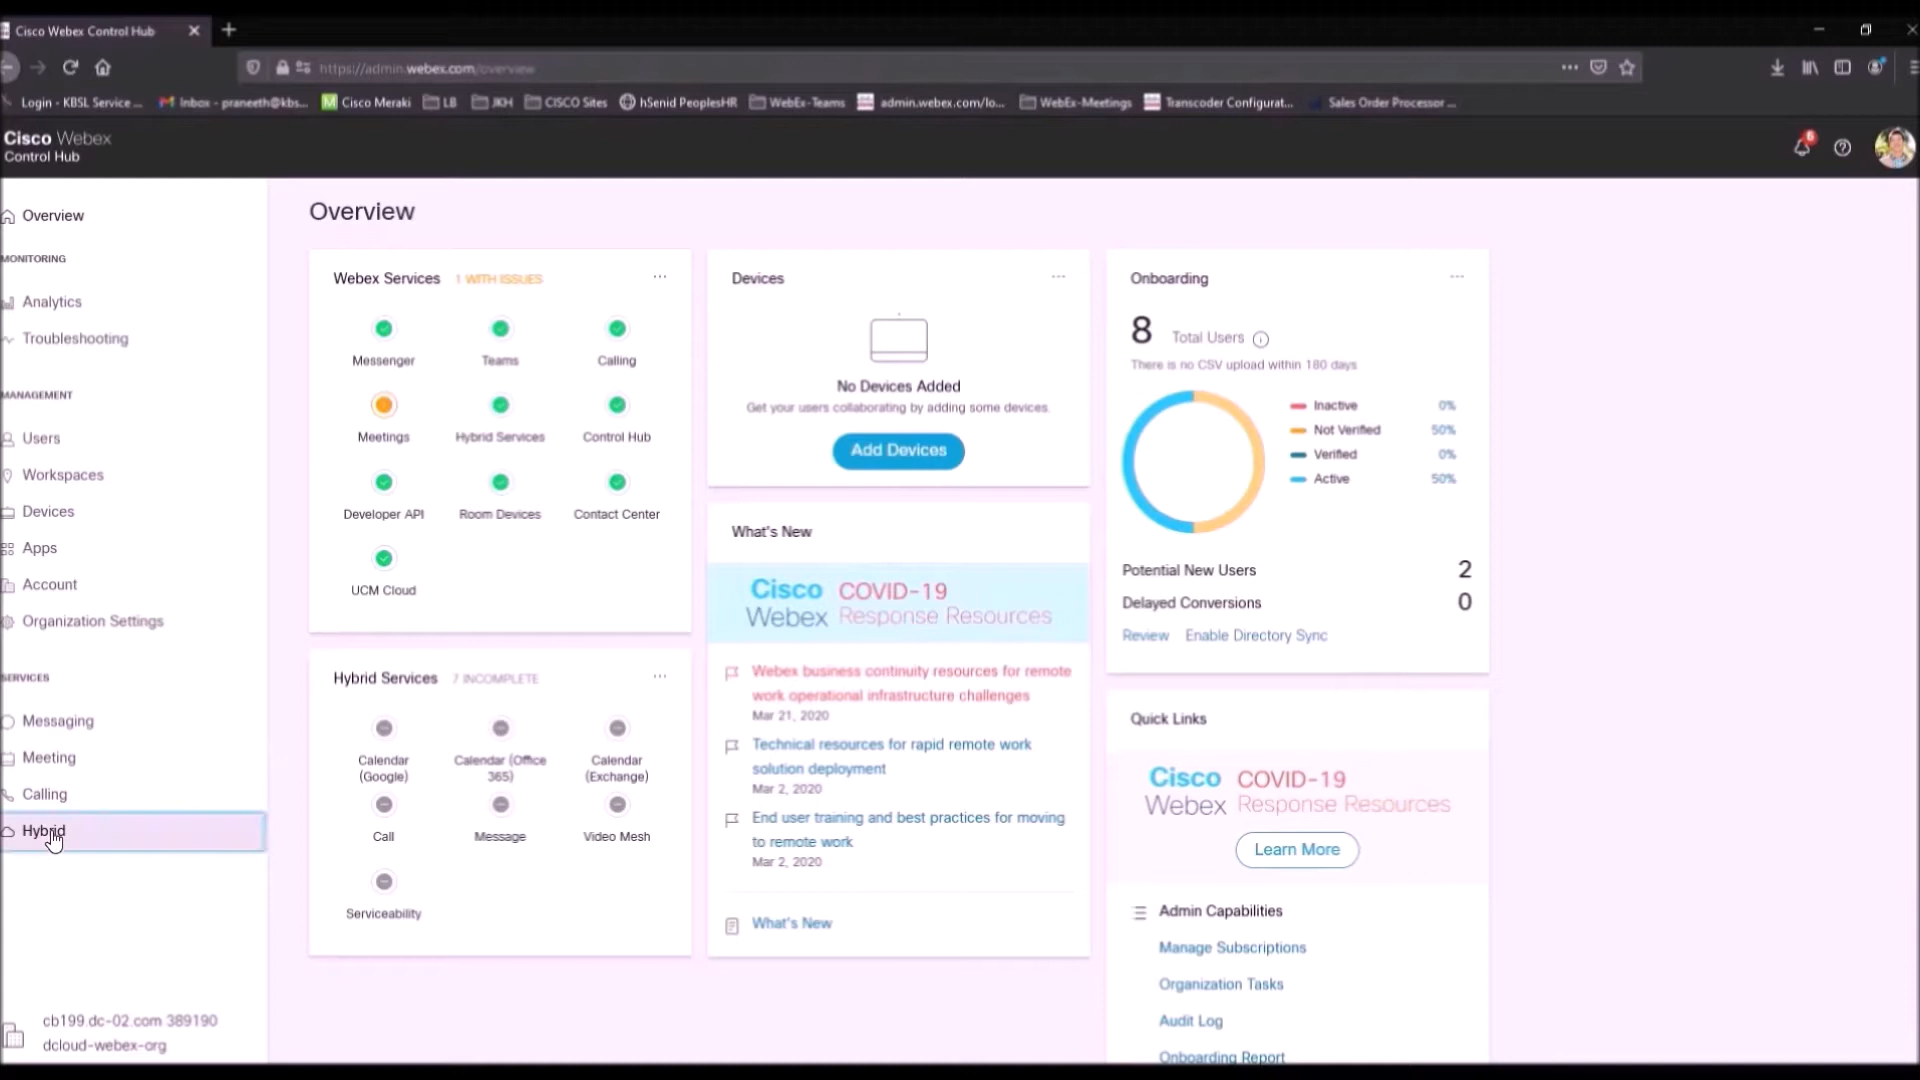 Cisco Webex Control Hub
https://admin.webex.com/overview
Login - KBSL Service ...
Inbox - praneeth@kbs...
Cisco Meraki
LB
JKH
CISCO Sites
hSenid PeoplesHR
WebEx-Teams
admin.webex.com/lo...
WebEx-Meetings
Transcoder Configurat...
Sales Order Processor ...
Cisco Webex
Control Hub
6
Overview
MONITORING
Analytics
Troubleshooting
MANAGEMENT
Users
Workspaces
Devices
Apps
Account
Organization Settings
SERVICES
Messaging
Meeting
Calling
Hybrid
cb199.dc-02.com 389190
dcloud-webex-org
Overview
Webex Services 1 WITH ISSUES
Messenger
Teams
Calling
Meetings
Hybrid Services
Control Hub
Developer API
Room Devices
Contact Center
UCM Cloud
Hybrid Services 7 INCOMPLETE
Calendar
(Google)
Calendar (Office
365)
Calendar
(Exchange)
Call
Message
Video Mesh
Serviceability
Devices
No Devices Added
Get your users collaborating by adding some devices.
Add Devices
What's New
Cisco COVID-19
Webex Response Resources
Webex business continuity resources for remote
work operational infrastructure challenges
Mar 21, 2020
Technical resources for rapid remote work
solution deployment
Mar 2, 2020
End user training and best practices for moving
to remote work
Mar 2, 2020
What's New
Onboarding
8 Total Users
There is no CSV upload within 180 days
Inactive 0%
Not Verified 50%
Verified 0%
Active 50%
Potential New Users 2
Delayed Conversions 0
Review Enable Directory Sync
Quick Links
Cisco COVID-19
Webex Response Resources
Learn More
Admin Capabilities
Manage Subscriptions
Organization Tasks
Audit Log
Onboarding Report